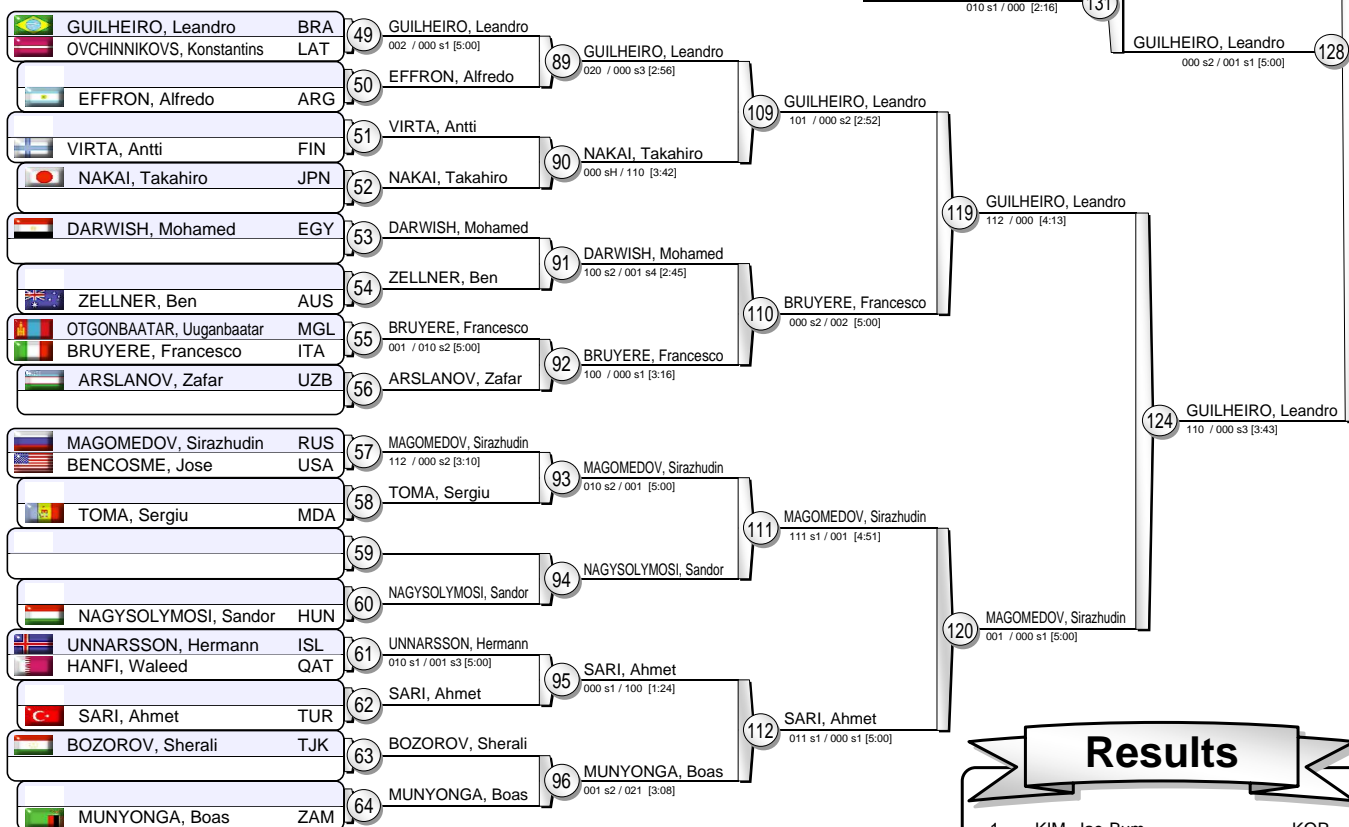 010 s1 / 000 [2:16]
131
GUILHEIRO, Leandro
000 s2 / 001 s1 [5:00]
128
GUILHEIRO, Leandro BRA
OVCHINNIKOVS, Konstantins LAT
49
GUILHEIRO, Leandro
002 / 000 s1 [5:00]
EFFRON, Alfredo ARG
50
EFFRON, Alfredo
89
GUILHEIRO, Leandro
020 / 000 s3 [2:56]
VIRTA, Antti FIN
51
VIRTA, Antti
NAKAI, Takahiro JPN
52
NAKAI, Takahiro
90
NAKAI, Takahiro
000 sH / 110 [3:42]
109
GUILHEIRO, Leandro
101 / 000 s2 [2:52]
DARWISH, Mohamed EGY
53
DARWISH, Mohamed
ZELLNER, Ben AUS
54
ZELLNER, Ben
91
DARWISH, Mohamed
100 s2 / 001 s4 [2:45]
OTGONBAATAR, Uuganbaatar MGL
BRUYERE, Francesco ITA
55
BRUYERE, Francesco
001 / 010 s2 [5:00]
ARSLANOV, Zafar UZB
56
ARSLANOV, Zafar
92
BRUYERE, Francesco
100 / 000 s1 [3:16]
110
BRUYERE, Francesco
000 s2 / 002 [5:00]
119
GUILHEIRO, Leandro
112 / 000 [4:13]
MAGOMEDOV, Sirazhudin RUS
BENCOSME, Jose USA
57
MAGOMEDOV, Sirazhudin
112 / 000 s2 [3:10]
TOMA, Sergiu MDA
58
TOMA, Sergiu
93
MAGOMEDOV, Sirazhudin
010 s2 / 001 [5:00]
59
NAGYSOLYMOSI, Sandor HUN
60
NAGYSOLYMOSI, Sandor
94
NAGYSOLYMOSI, Sandor
111
MAGOMEDOV, Sirazhudin
111 s1 / 001 [4:51]
UNNARSSON, Hermann ISL
HANFI, Waleed QAT
61
UNNARSSON, Hermann
010 s1 / 001 s3 [5:00]
SARI, Ahmet TUR
62
SARI, Ahmet
95
SARI, Ahmet
000 s1 / 100 [1:24]
BOZOROV, Sherali TJK
63
BOZOROV, Sherali
MUNYONGA, Boas ZAM
64
MUNYONGA, Boas
96
MUNYONGA, Boas
001 s2 / 021 [3:08]
112
SARI, Ahmet
011 s1 / 000 s1 [5:00]
120
MAGOMEDOV, Sirazhudin
001 / 000 s1 [5:00]
124
GUILHEIRO, Leandro
110 / 000 s3 [3:43]
Results
1 KIM, Jae-Bum KOR